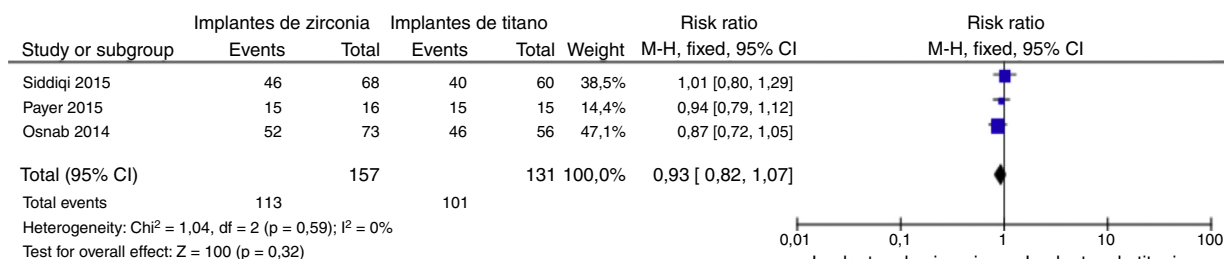 Implantes de zirconia Implantes de titano Risk ratio Risk ratio
Study or subgroup Events Total Events Total Weight M-H, fixed, 95% CI M-H, fixed, 95% CI
Siddiqi 2015 46 68 40 60 38,5% 1,01 [0,80, 1,29]
Payer 2015 15 16 15 15 14,4% 0,94 [0,79, 1,12]
Osnab 2014 52 73 46 56 47,1% 0,87 [0,72, 1,05]
Total (95% CI) 157 131 100,0% 0,93 [ 0,82, 1,07]
Total events 113 101
Heterogeneity: Chi² = 1,04, df = 2 (p = 0,59); I² = 0%
Test for overall effect: Z = 100 (p = 0,32)
0,01 0,1 1 10 100